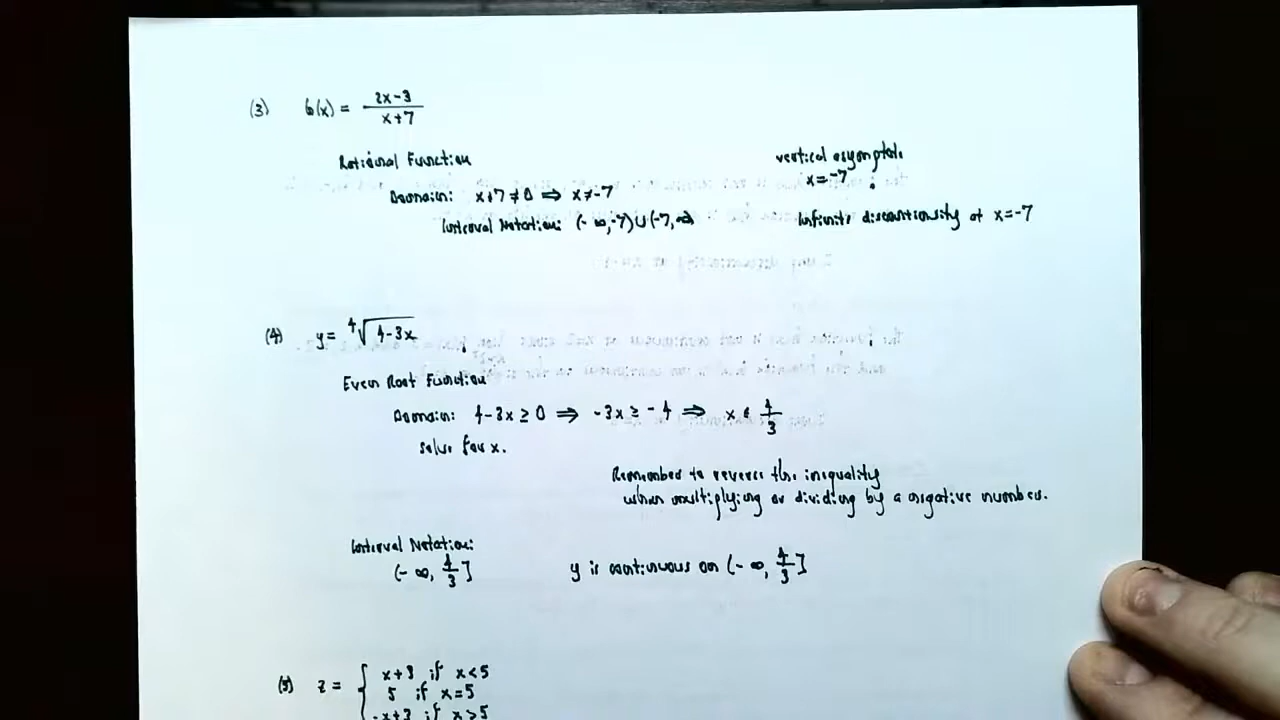 (3) b(x) = 2x-3 / x+7
Rational Function
vertical asymptote
x=-7
Domain: x+7 ≠ 0 ⇒ x≠-7
Interval Notation: (-∞,-7)∪(-7,∞)
Infinite discontinuity at x=-7
(4) y = ⁴√(4-3x)
Even Root Function
Domain: 4-3x ≥ 0 ⇒ -3x ≥ -4 ⇒ x ≤ 4/3
solve for x.
Remember to reverse the inequality
when multiplying or dividing by a negative number.
Interval Notation:
(-∞, 4/3]
y is continuous on (-∞, 4/3]
(5) z = { x+3 if x<5
5 if x=5
-x+3 if x>5